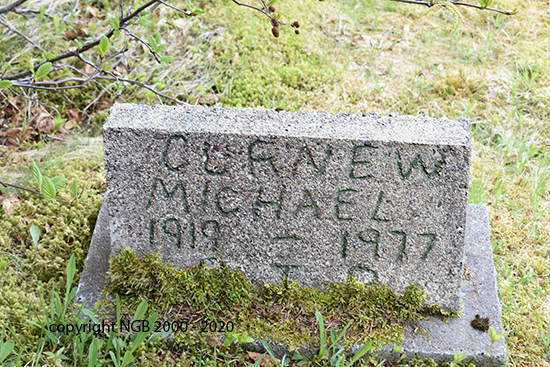 CURNEW
MICHAEL
1919 - 1977
copyright NGB 2000 - 2020